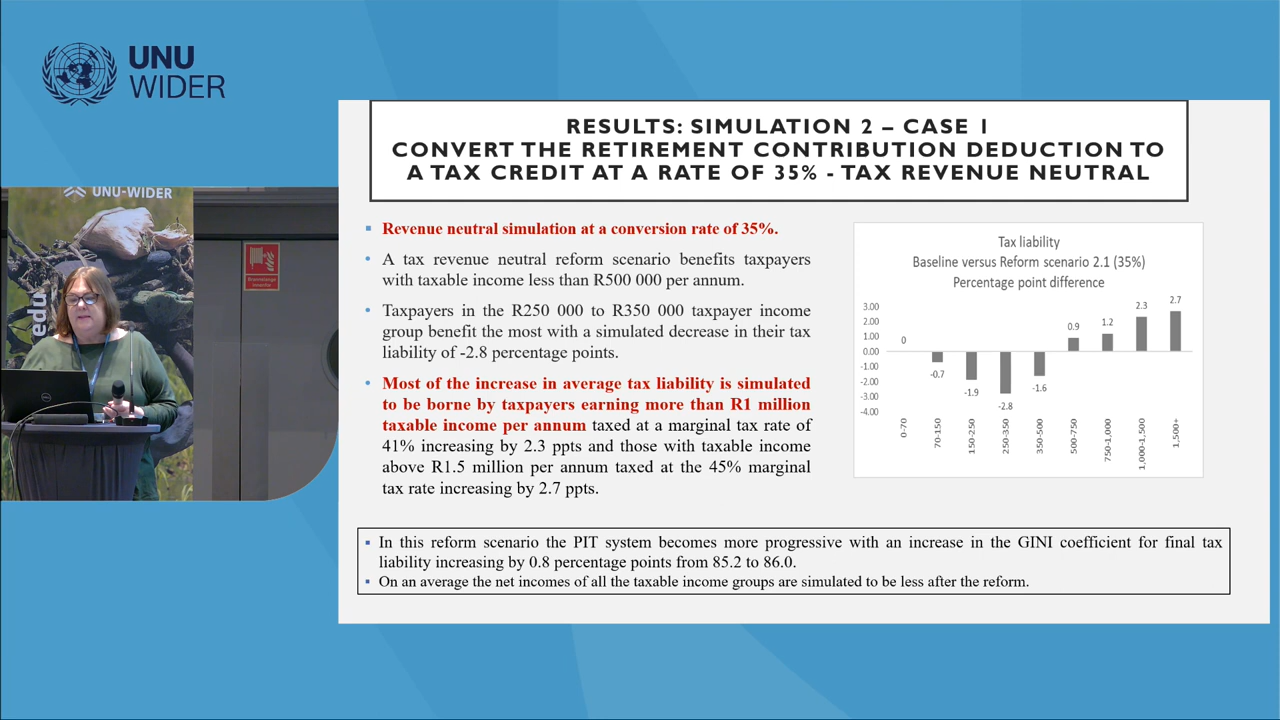 UNU
WIDER
UNU-WIDER
edu
RESULTS: SIMULATION 2 – CASE 1
CONVERT THE RETIREMENT CONTRIBUTION DEDUCTION TO
A TAX CREDIT AT A RATE OF 35% - TAX REVENUE NEUTRAL
Revenue neutral simulation at a conversion rate of 35%.
A tax revenue neutral reform scenario benefits taxpayers
with taxable income less than R500 000 per annum.
Taxpayers in the R250 000 to R350 000 taxpayer income
group benefit the most with a simulated decrease in their tax
liability of -2.8 percentage points.
Most of the increase in average tax liability is simulated
to be borne by taxpayers earning more than R1 million
taxable income per annum taxed at a marginal tax rate of
41% increasing by 2.3 ppts and those with taxable income
above R1.5 million per annum taxed at the 45% marginal
tax rate increasing by 2.7 ppts.
Tax liability
Baseline versus Reform scenario 2.1 (35%)
Percentage point difference
3.00
2.00
1.00
0.00
-1.00
-2.00
-3.00
-4.00
0
-0.7
-1.9
-2.8
-1.6
0.9
1.2
2.3
2.7
0-70
70-150
150-250
250-350
350-500
500-750
750-1,000
1,000-1,500
1,500+
In this reform scenario the PIT system becomes more progressive with an increase in the GINI coefficient for final tax
liability increasing by 0.8 percentage points from 85.2 to 86.0.
On an average the net incomes of all the taxable income groups are simulated to be less after the reform.